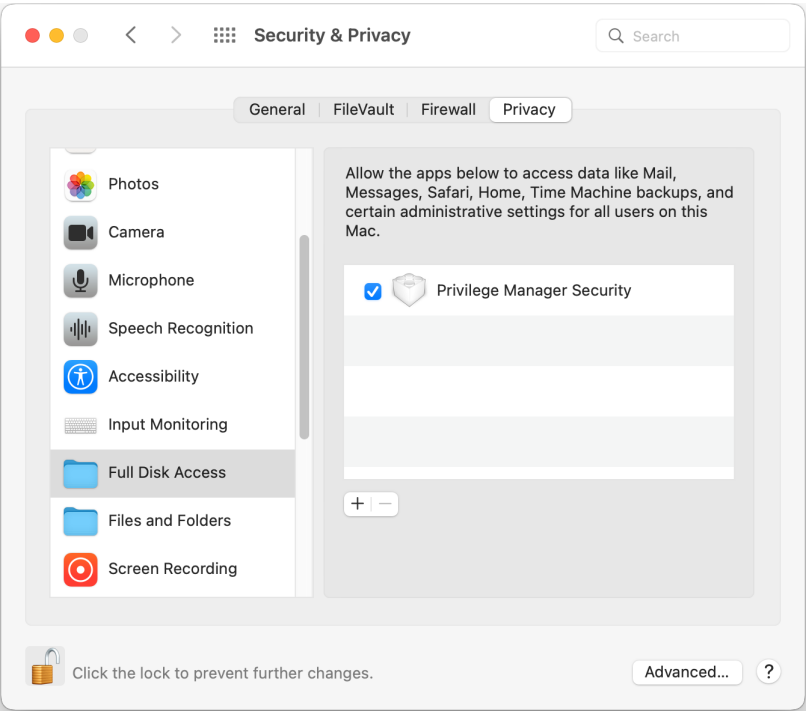 Security & Privacy
Search
General
FileVault
Firewall
Privacy
Photos
Camera
Microphone
Speech Recognition
Accessibility
Input Monitoring
Full Disk Access
Files and Folders
Screen Recording
Allow the apps below to access data like Mail,
Messages, Safari, Home, Time Machine backups, and
certain administrative settings for all users on this
Mac.
Privilege Manager Security
+ −
Click the lock to prevent further changes.
Advanced...
?